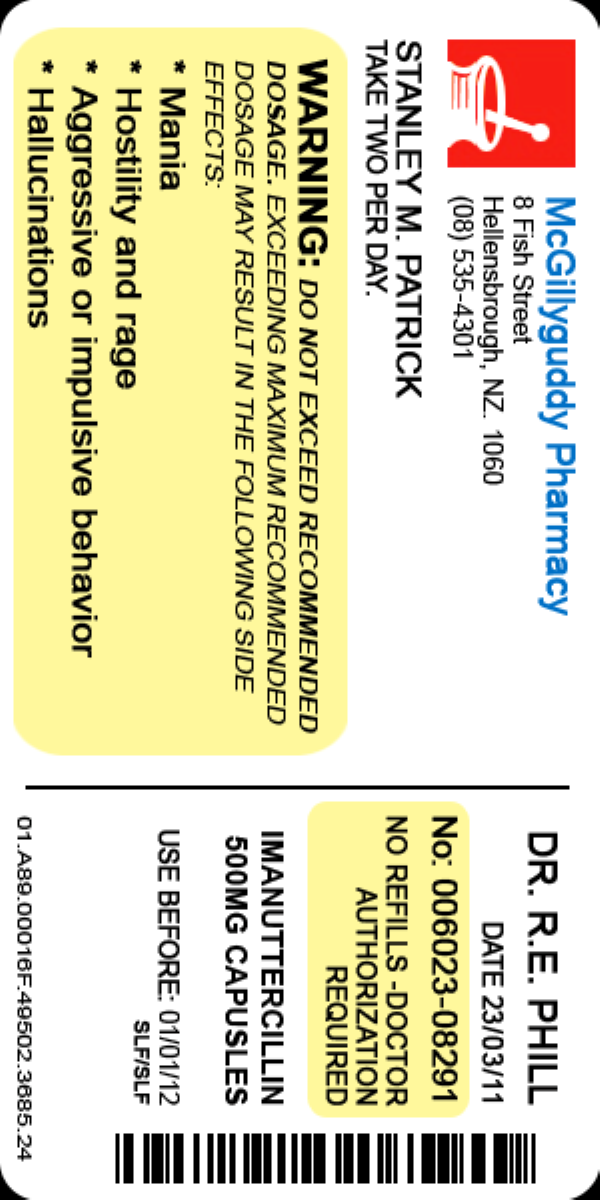 McGillyguddy Pharmacy
8 Fish Street
Hellensbrough, NZ. 1060
(08) 535-4301
STANLEY M. PATRICK
TAKE TWO PER DAY.
WARNING: DO NOT EXCEED RECOMMENDED
DOSAGE. EXCEEDING MAXIMUM RECOMMENDED
DOSAGE MAY RESULT IN THE FOLLOWING SIDE
EFFECTS:
* Mania
* Hostility and rage
* Aggressive or impulsive behavior
* Hallucinations
DR. R.E. PHILL
DATE 23/03/11
No: 006023-08291
NO REFILLS -DOCTOR
AUTHORIZATION
REQUIRED
IMANUTTERCILLIN
500MG CAPUSLES
USE BEFORE: 01/01/12
SLF/SLF
01.A89.00016F.49502.3685.24